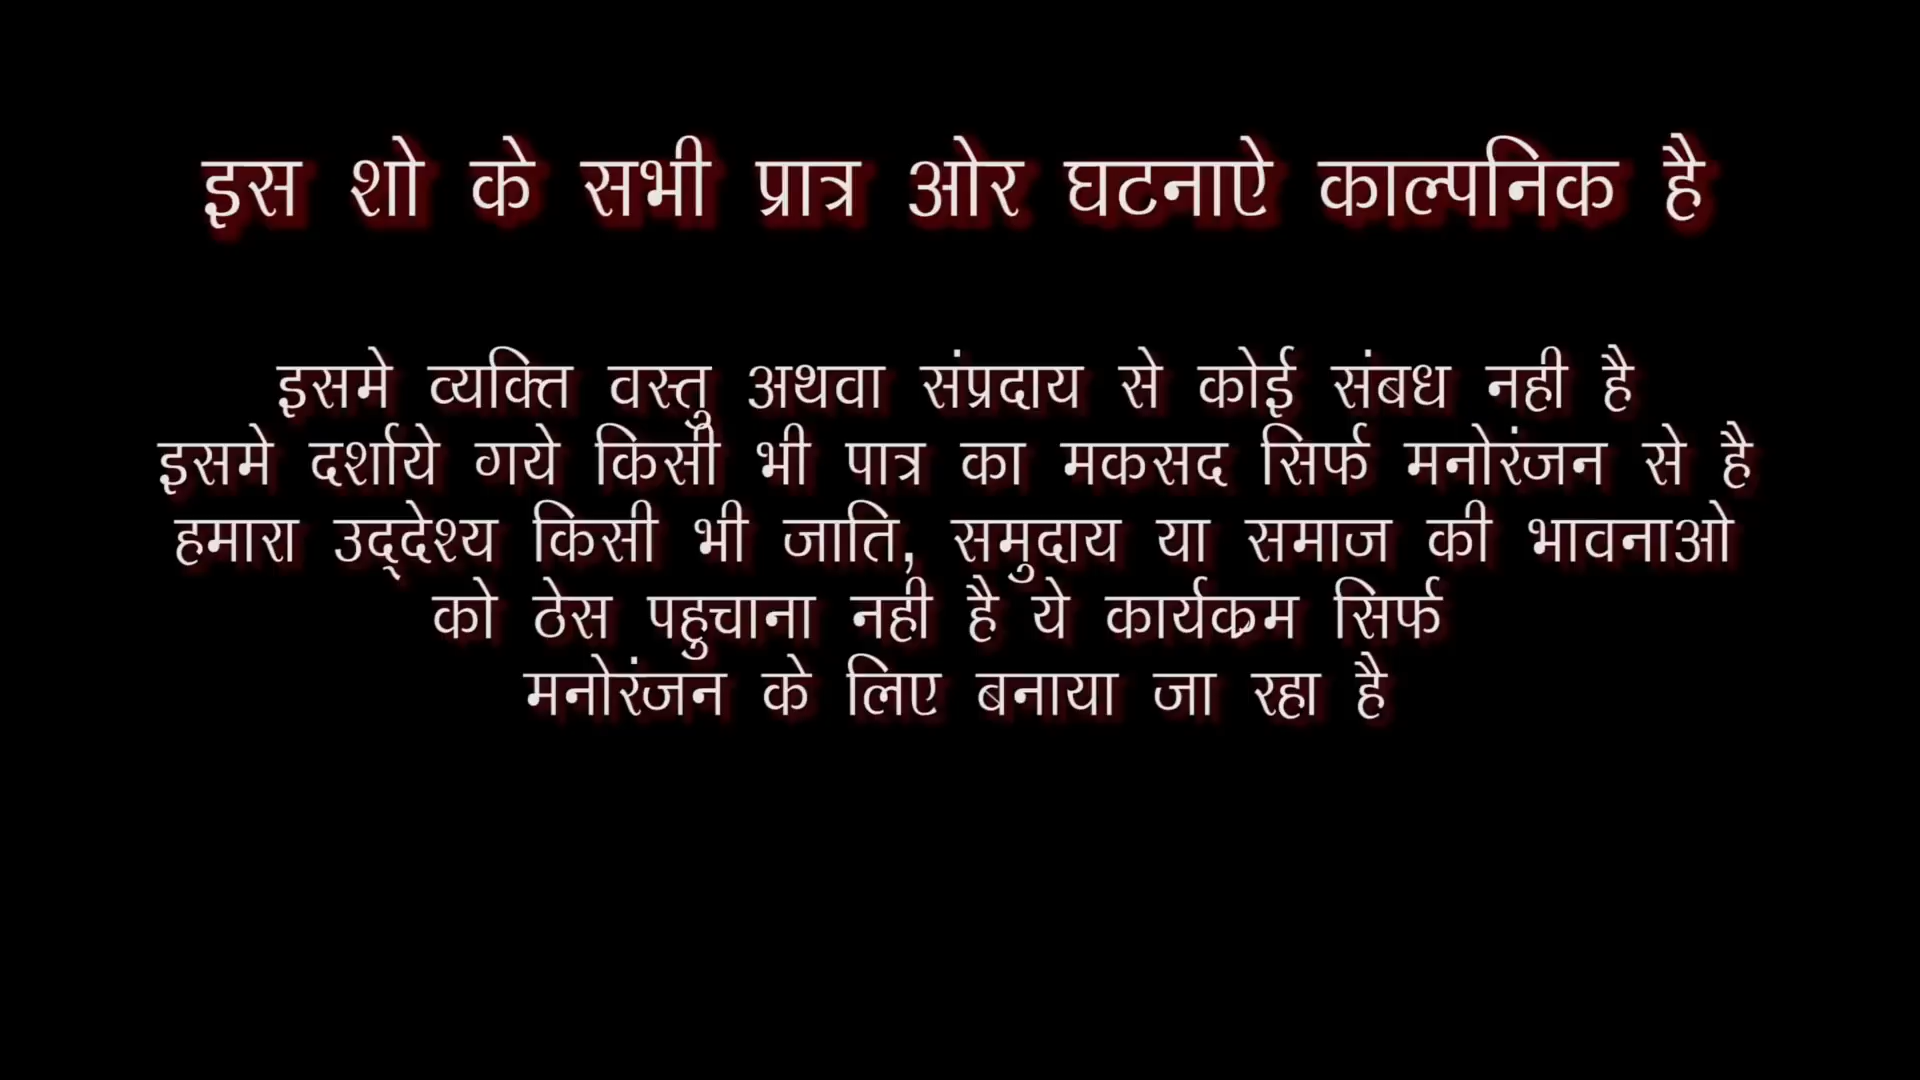 इस शो के सभी प्रात्र ओर घटनाऐ काल्पनिक है
इसमे व्यक्ति वस्तु अथवा संप्रदाय से कोई संबध नही है
इसमे दर्शाये गये किसी भी पात्र का मकसद सिर्फ मनोरंजन से है
हमारा उद्देश्य किसी भी जाति, समुदाय या समाज की भावनाओ
को ठेस पहुचाना नही है ये कार्यक्रम सिर्फ
मनोरंजन के लिए बनाया जा रहा है